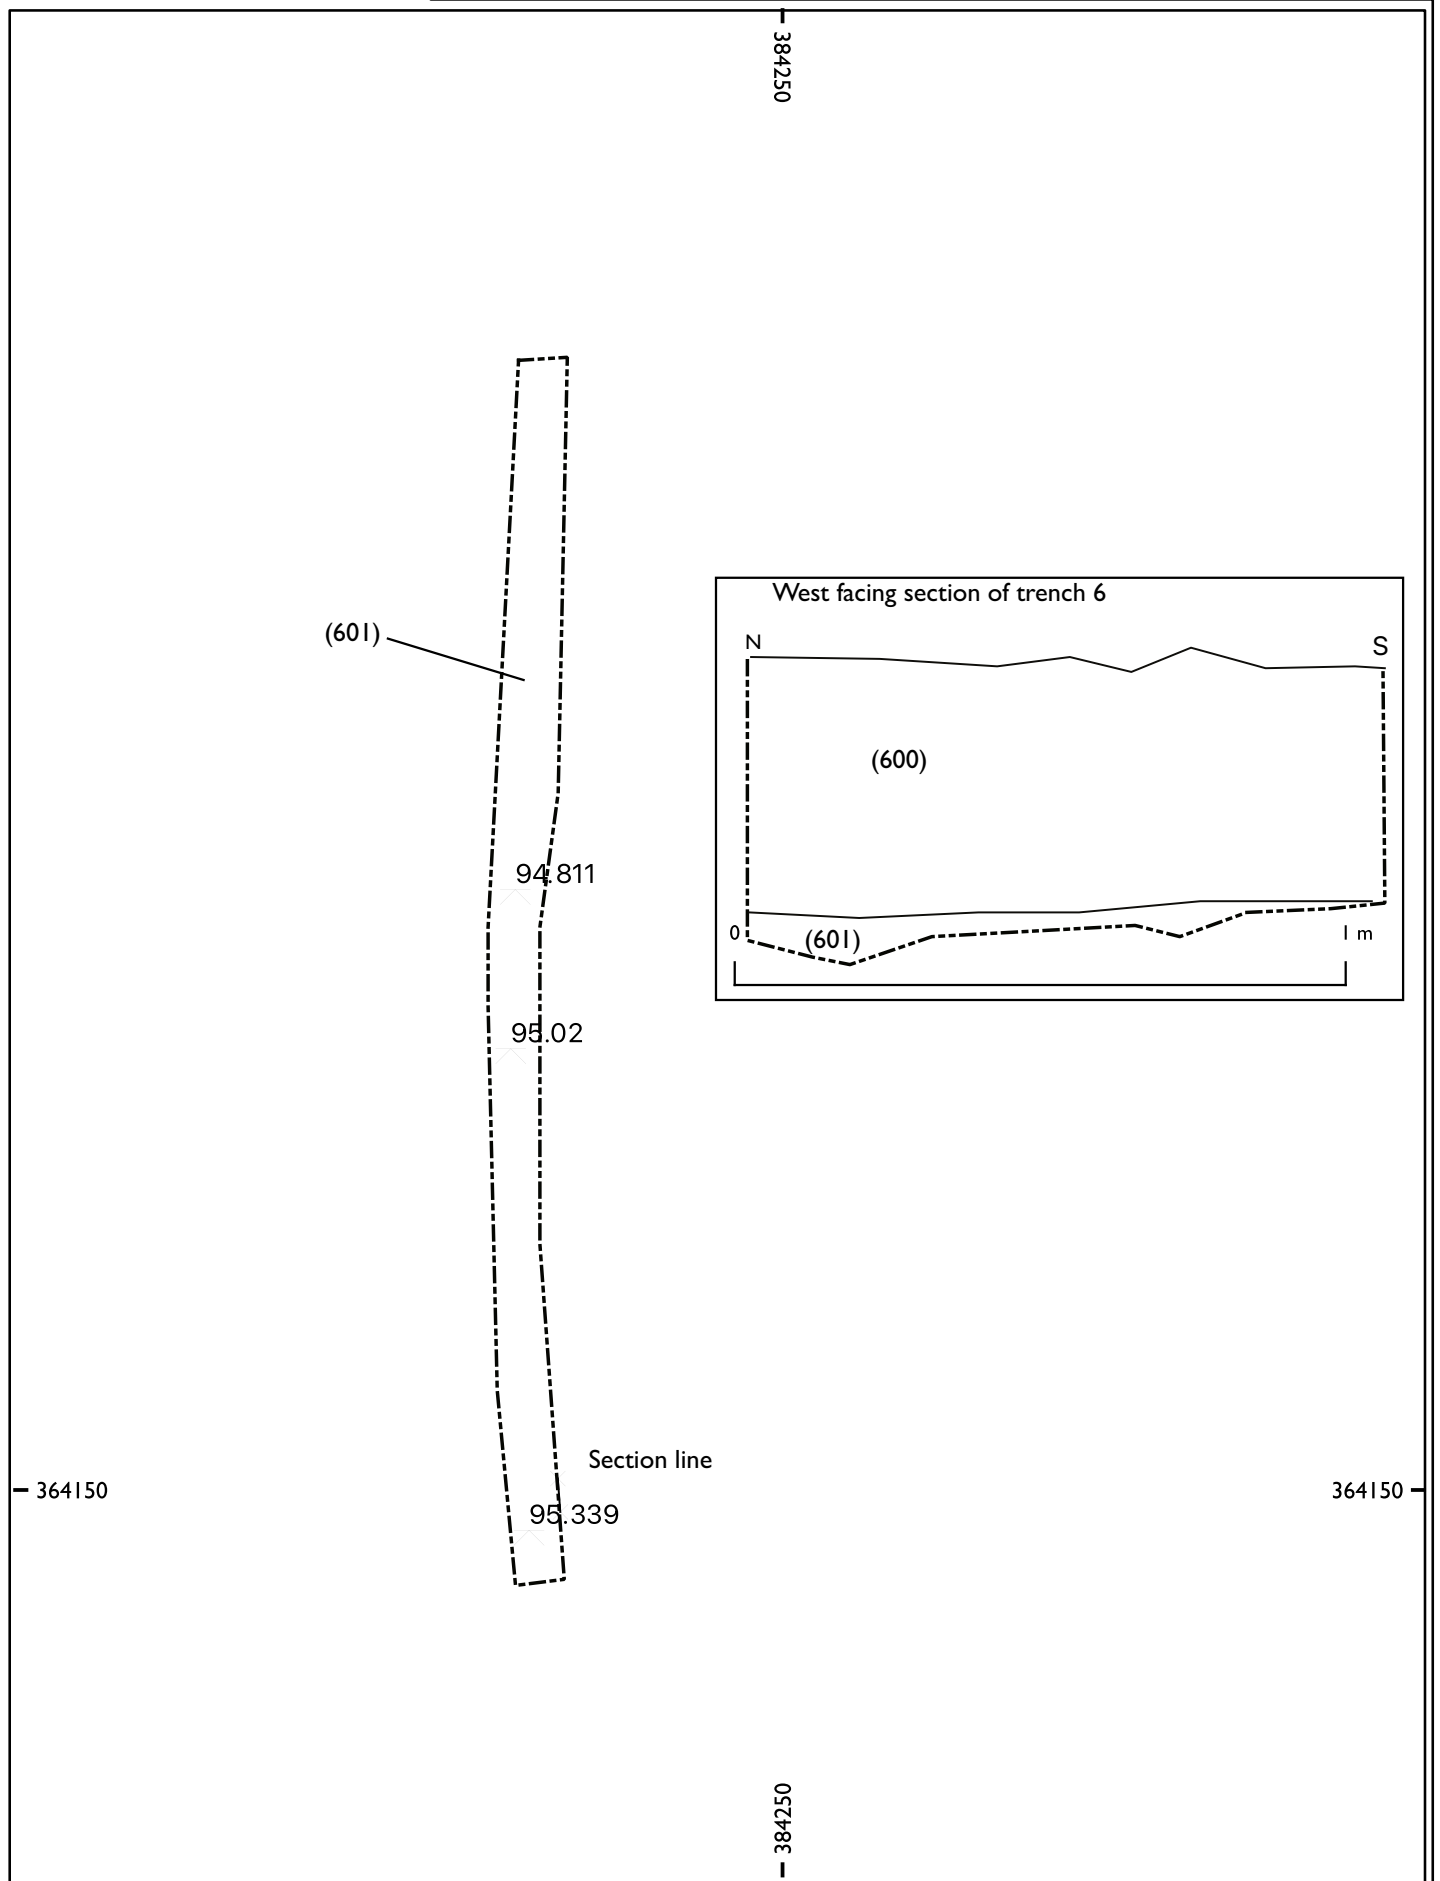 384250
West facing section of trench 6
(601)
N
S
(600)
94.811
0
(601)
1 m
95.02
Section line
364150
364150
95.339
384250